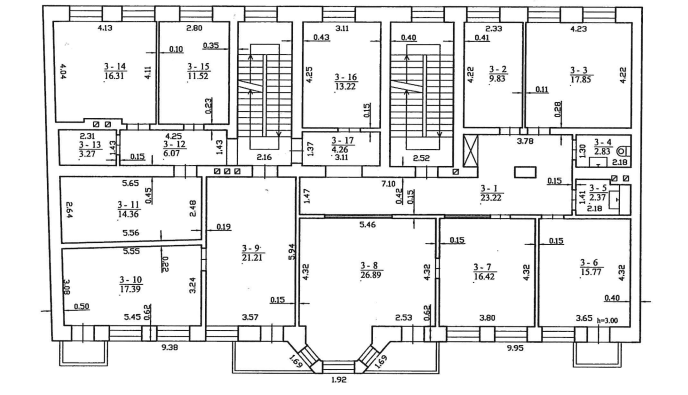 4.13 2.80 3.11 2.33 4.23
0.10 0.35 0.43 0.40 0.41
4.04 3 - 14 4.11 3 - 15 4.25 3 - 16 4.22 3 - 2 3 - 3 4.22
16.31 11.52 13.22 9.83 17.85
0.11
0.23 0.15 0.28
2.31 4.25 3 - 17 3.78 3 - 4
3 - 13 1.43 3 - 12 1.43 1.37 4.26 1.30 2.83
3.27 0.15 6.07 2.16 3.11 2.52 2.18
5.65 0.45 7.10 0.15 3 - 5
3 - 11 1.47 0.42 0.15 3 - 1 1.41 2.37
2.64 14.36 2.48 23.22 2.18
5.56 0.19 5.46
5.55 0.22 3 - 9 5.94 3 - 8 0.15 0.15
3 - 10 21.21 4.32 26.89 4.32 3 - 7 4.32 4.32 3 - 6
3.08 17.39 3.24 16.42 15.77
0.50 0.62 0.15 0.62 0.40
5.45 3.57 2.53 3.80 3.65 h=3.00
9.38 1.69 1.69 9.95
1.92